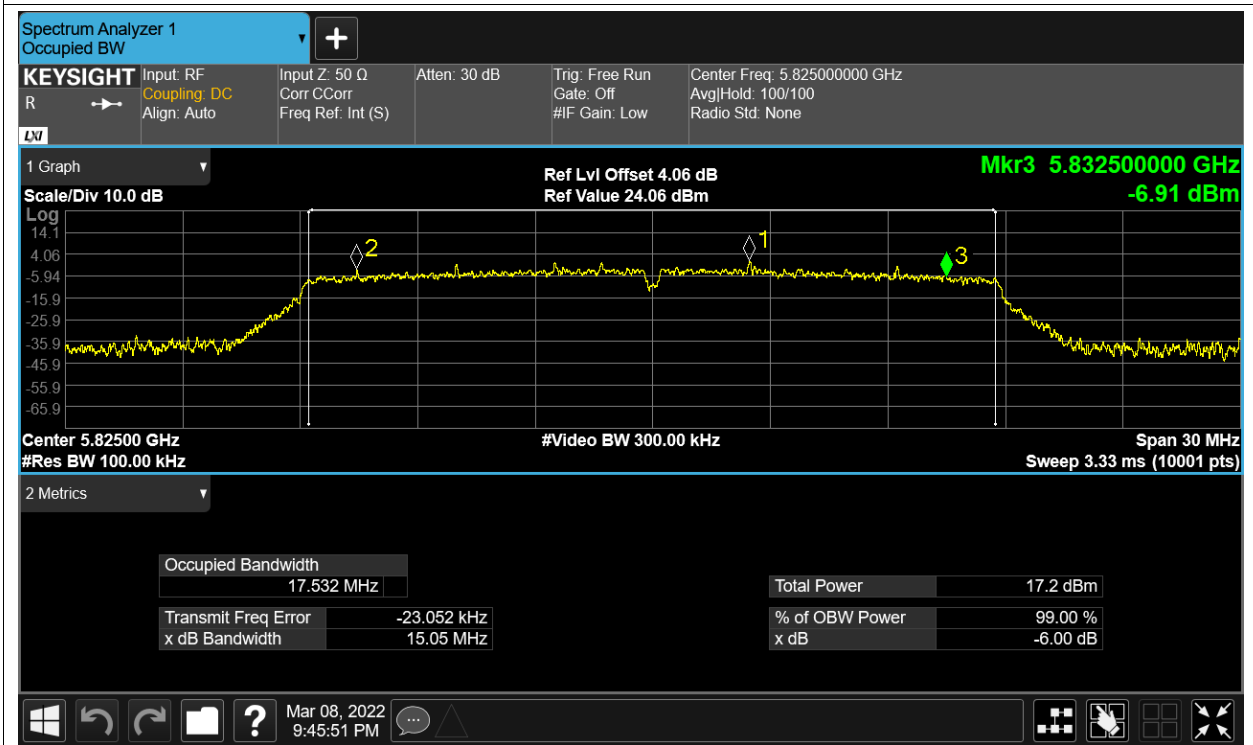 Spectrum Analyzer 1
Occupied BW
KEYSIGHT
R
LXI
Input: RF
Coupling: DC
Align: Auto
Input Z: 50 Ω
Corr CCorr
Freq Ref: Int (S)
Atten: 30 dB
Trig: Free Run
Gate: Off
#IF Gain: Low
Center Freq: 5.825000000 GHz
Avg|Hold: 100/100
Radio Std: None
1 Graph
Scale/Div 10.0 dB
Ref Lvl Offset 4.06 dB
Ref Value 24.06 dBm
Mkr3 5.832500000 GHz
-6.91 dBm
Log
14.1
4.06
-5.94
-15.9
-25.9
-35.9
-45.9
-55.9
-65.9
2
1
3
Center 5.82500 GHz
#Res BW 100.00 kHz
#Video BW 300.00 kHz
Span 30 MHz
Sweep 3.33 ms (10001 pts)
2 Metrics
Occupied Bandwidth
17.532 MHz
Transmit Freq Error -23.052 kHz
x dB Bandwidth 15.05 MHz
Total Power 17.2 dBm
% of OBW Power 99.00 %
x dB -6.00 dB
?
Mar 08, 2022
9:45:51 PM